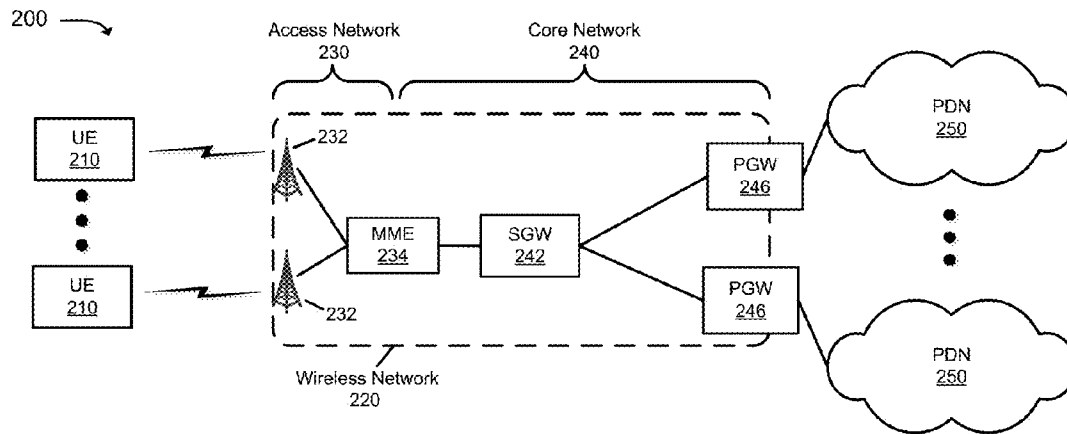 200
Access Network
230
Core Network
240
UE
210
232
PGW
246
PDN
250
MME
234
SGW
242
UE
210
232
PGW
246
PDN
250
Wireless Network
220